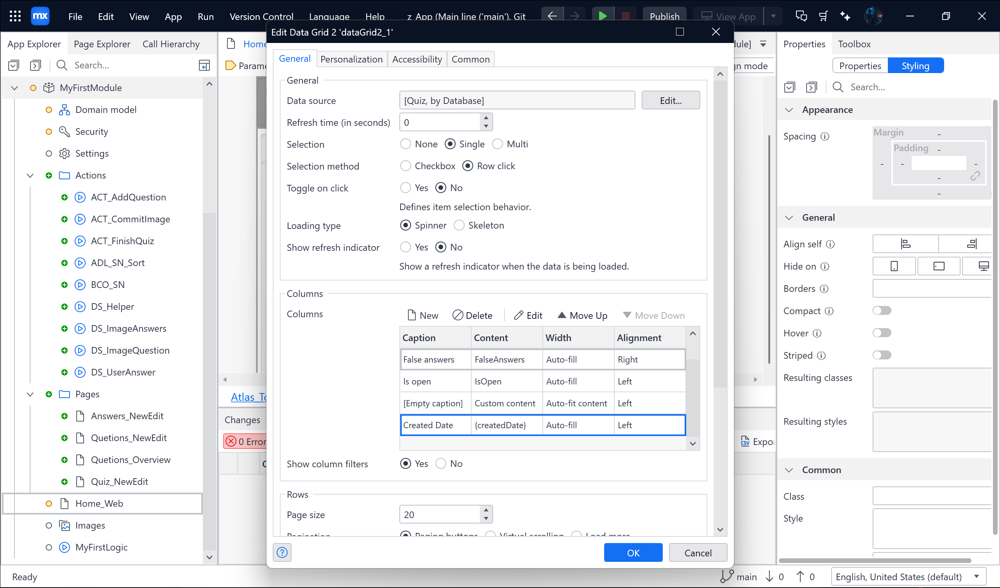 mx
File
Edit
View
App
Run
Version Control
Language
Help
z_App (Main line ('main'), Git
Publish
View App
App Explorer
Page Explorer
Call Hierarchy
Search...
MyFirstModule
Domain model
Security
Settings
Actions
ACT_AddQuestion
ACT_CommitImage
ACT_FinishQuiz
ADL_SN_Sort
BCO_SN
DS_Helper
DS_ImageAnswers
DS_ImageQuestion
DS_UserAnswer
Pages
Answers_NewEdit
Quetions_NewEdit
Quetions_Overview
Quiz_NewEdit
Home_Web
Images
MyFirstLogic
Ready
Home
Parame
Atlas_To
Changes
0 Error
Edit Data Grid 2 'dataGrid2_1'
General
Personalization
Accessibility
Common
General
Data source
[Quiz, by Database]
Edit...
Refresh time (in seconds)
0
Selection
None
Single
Multi
Selection method
Checkbox
Row click
Toggle on click
Yes
No
Defines item selection behavior.
Loading type
Spinner
Skeleton
Show refresh indicator
Yes
No
Show a refresh indicator when the data is being loaded.
Columns
Columns
New
Delete
Edit
Move Up
Move Down
Caption Content Width Alignment
False answers FalseAnswers Auto-fill Right
Is open IsOpen Auto-fill Left
[Empty caption] Custom content Auto-fit content Left
Created Date {createdDate} Auto-fill Left
Show column filters
Yes
No
Rows
Page size
20
Pagination
Paging buttons
Virtual scrolling
Load more
OK
Cancel
dule]
gn mode
CSV
Expor
Properties
Toolbox
Properties
Styling
Search...
Appearance
Spacing
Margin
-
Padding
-
-
-
-
-
-
-
General
Align self
Hide on
Borders
Compact
Hover
Striped
Resulting classes
Resulting styles
Common
Class
Style
main
0
0
English, United States (default)